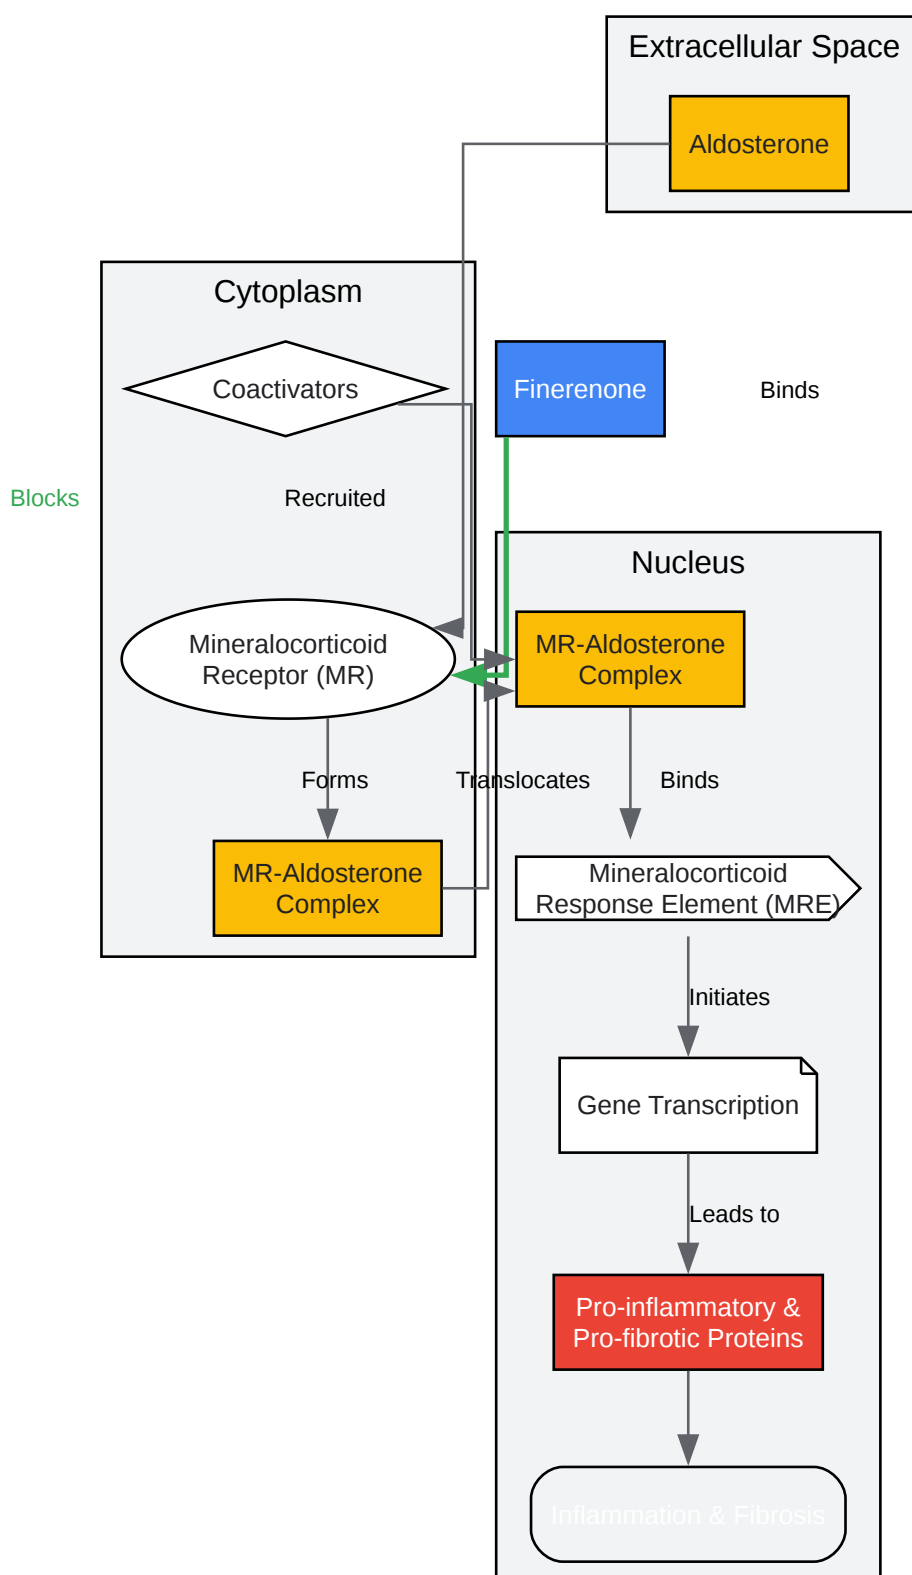 Extracellular Space
Aldosterone
Cytoplasm
Coactivators
Finerenone
Binds
Blocks
Recruited
Nucleus
Mineralocorticoid
Receptor (MR)
MR-Aldosterone
Complex
Forms
Translocates
Binds
MR-Aldosterone
Complex
Mineralocorticoid
Response Element (MRE)
Initiates
Gene Transcription
Leads to
Pro-inflammatory &
Pro-fibrotic Proteins
Inflammation & Fibrosis